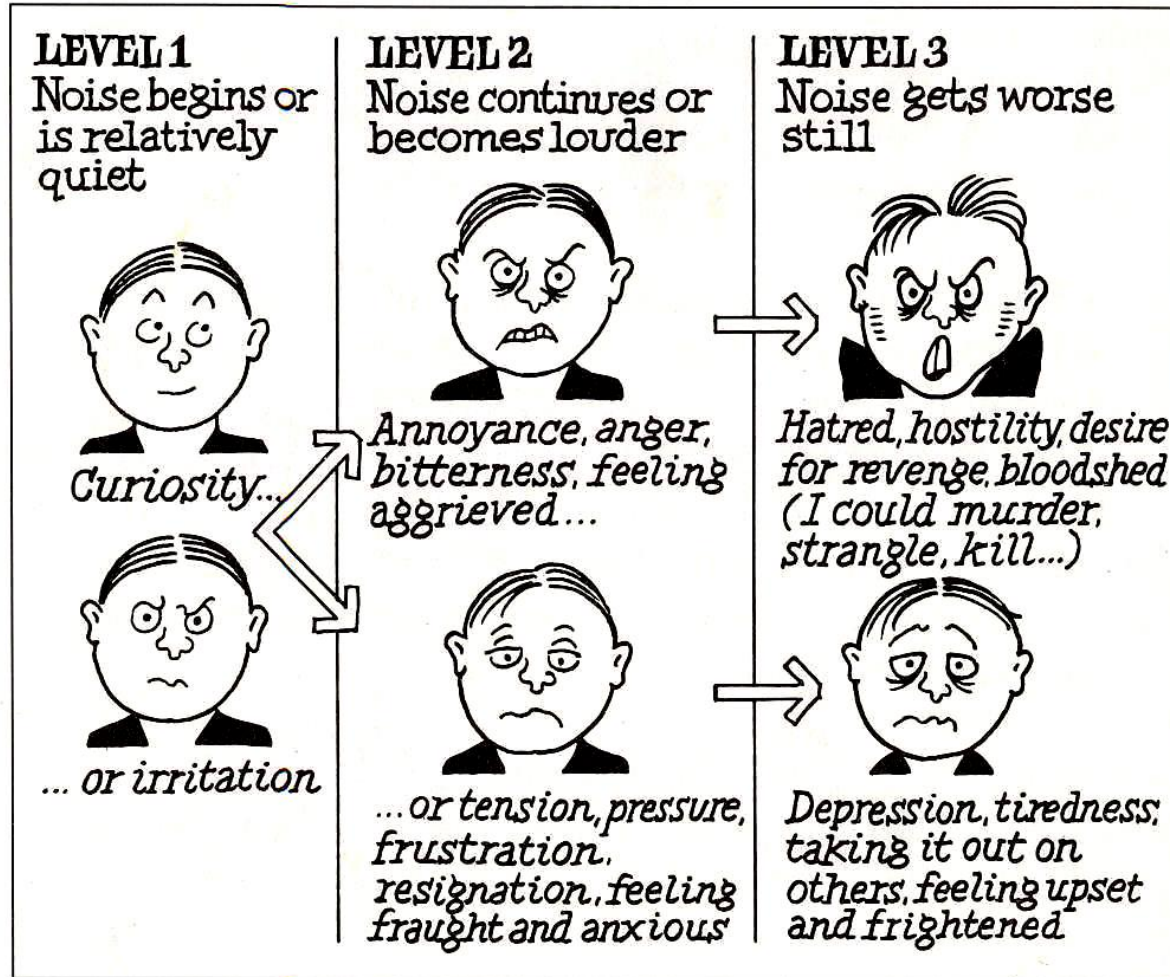 LEVEL 1
Noise begins or
is relatively
quiet
Curiosity...
... or irritation
LEVEL 2
Noise continues or
becomes louder
Annoyance, anger,
bitterness, feeling
aggrieved...
...or tension, pressure,
frustration,
resignation, feeling
fraught and anxious
LEVEL 3
Noise gets worse
still
Hatred, hostility, desire
for revenge, bloodshed
(I could murder,
strangle, kill...)
Depression, tiredness,
taking it out on
others, feeling upset
and frightened